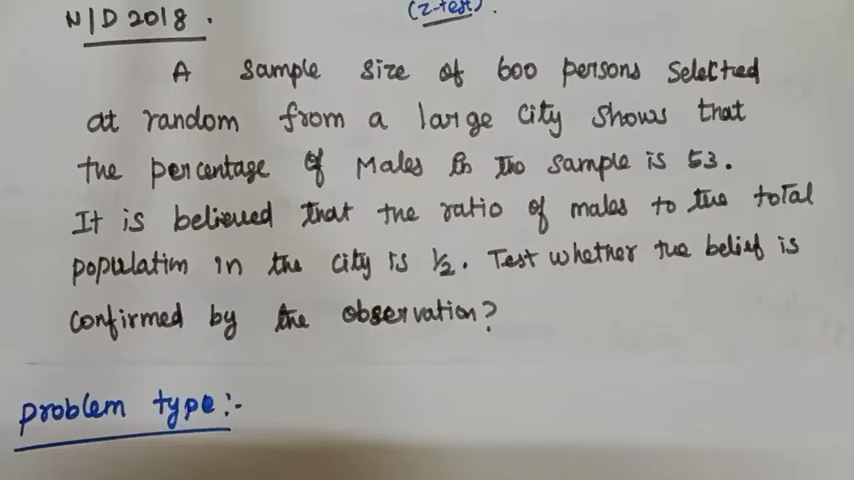 N/D 2018.
(Z-test).
A sample size of 600 persons selected
at random from a large city shows that
the percentage of Males in the sample is 53.
It is believed that the ratio of males to the total
population in the city is 1/2. Test whether the belief is
confirmed by the observation?
problem type:-